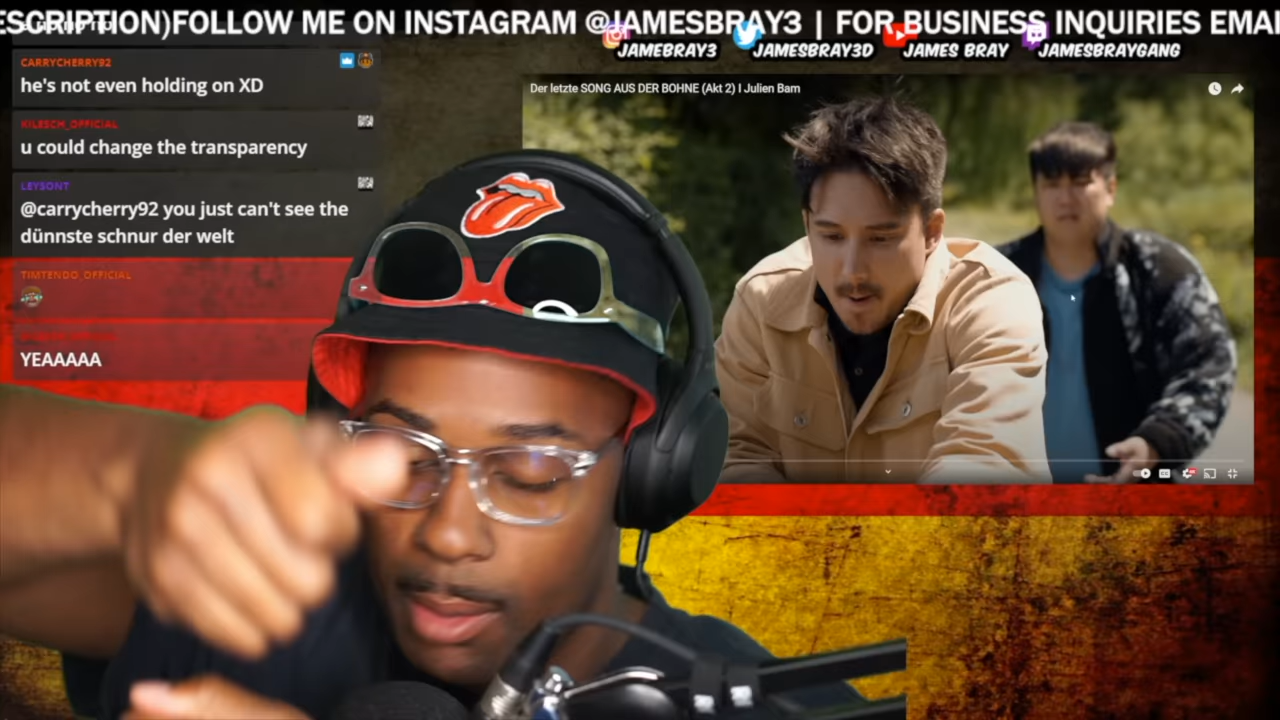 ESCRIPTION)FOLLOW ME ON INSTAGRAM @JAMESBRAY3 | FOR BUSINESS INQUIRIES EMAI
JAMEBRAY3 JAMESBRAY3D JAMES BRAY JAMESBRAYGANG
CARRYCHERRY92
he's not even holding on XD
KILESCH_OFFICIAL
u could change the transparency
LEYSONT
@carrycherry92 you just can't see the
dünnste schnur der welt
TIMTENDO_OFFICIAL
YEAAAAA
Der letzte SONG AUS DER BOHNE (Akt 2) I Julien Bam